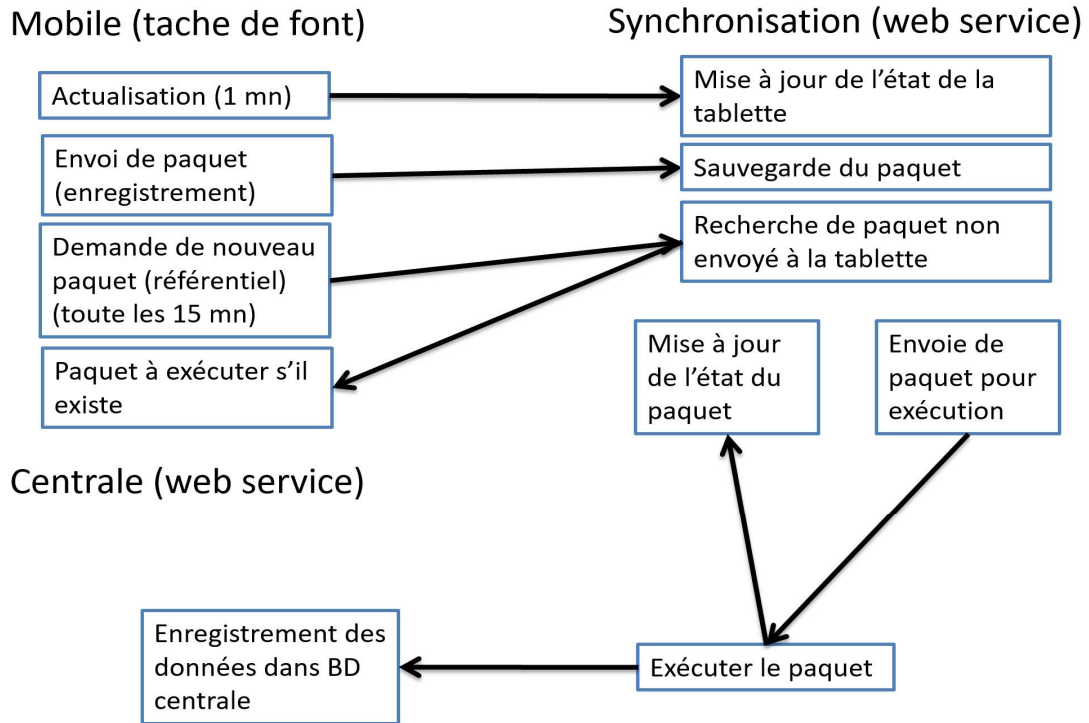 Mobile (tache de font)
Synchronisation (web service)
Actualisation (1 mn)
Mise à jour de l’état de la
tablette
Envoi de paquet
(enregistrement)
Sauvegarde du paquet
Demande de nouveau
paquet (référentiel)
(toute les 15 mn)
Recherche de paquet non
envoyé à la tablette
Paquet à exécuter s’il
existe
Mise à jour
de l’état du
paquet
Envoie de
paquet pour
exécution
Centrale (web service)
Enregistrement des
données dans BD
centrale
Exécuter le paquet